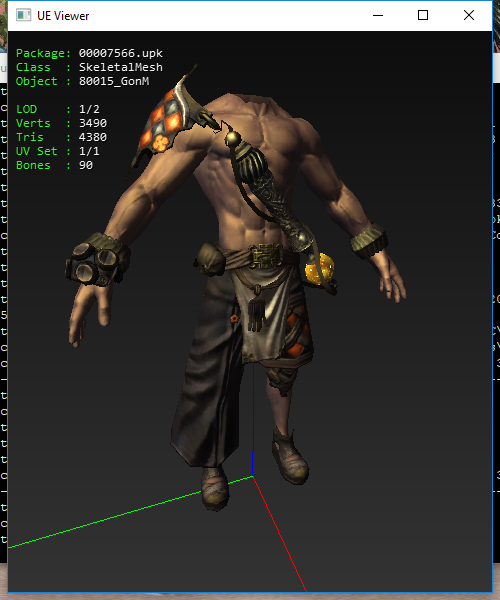 UE Viewer
Package: 00007566.upk
Class : SkeletalMesh
Object : 80015_GonM
LOD : 1/2
Verts : 3490
Tris : 4380
UV Set : 1/1
Bones : 90